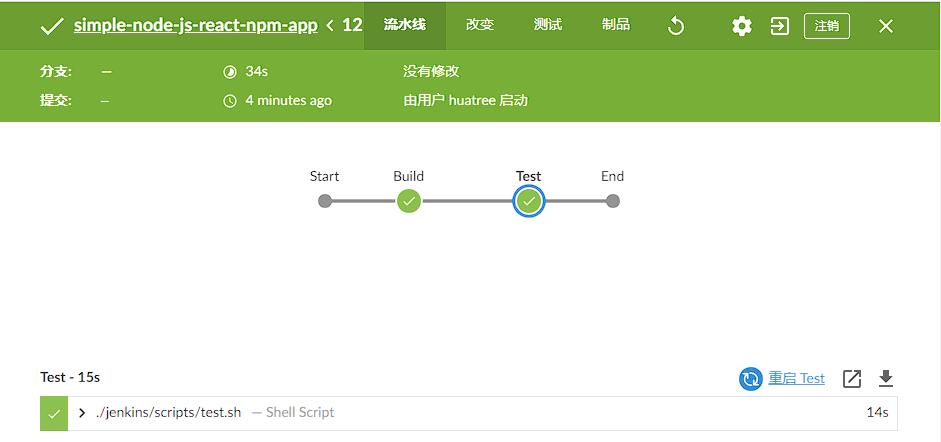 simple-node-js-react-npm-app < 12 流水线 改变 测试 制品 注销
分支: — 34s 没有修改
提交: — 4 minutes ago 由用户 huatree 启动
Start Build Test End
Test - 15s 重启 Test
./jenkins/scripts/test.sh — Shell Script 14s